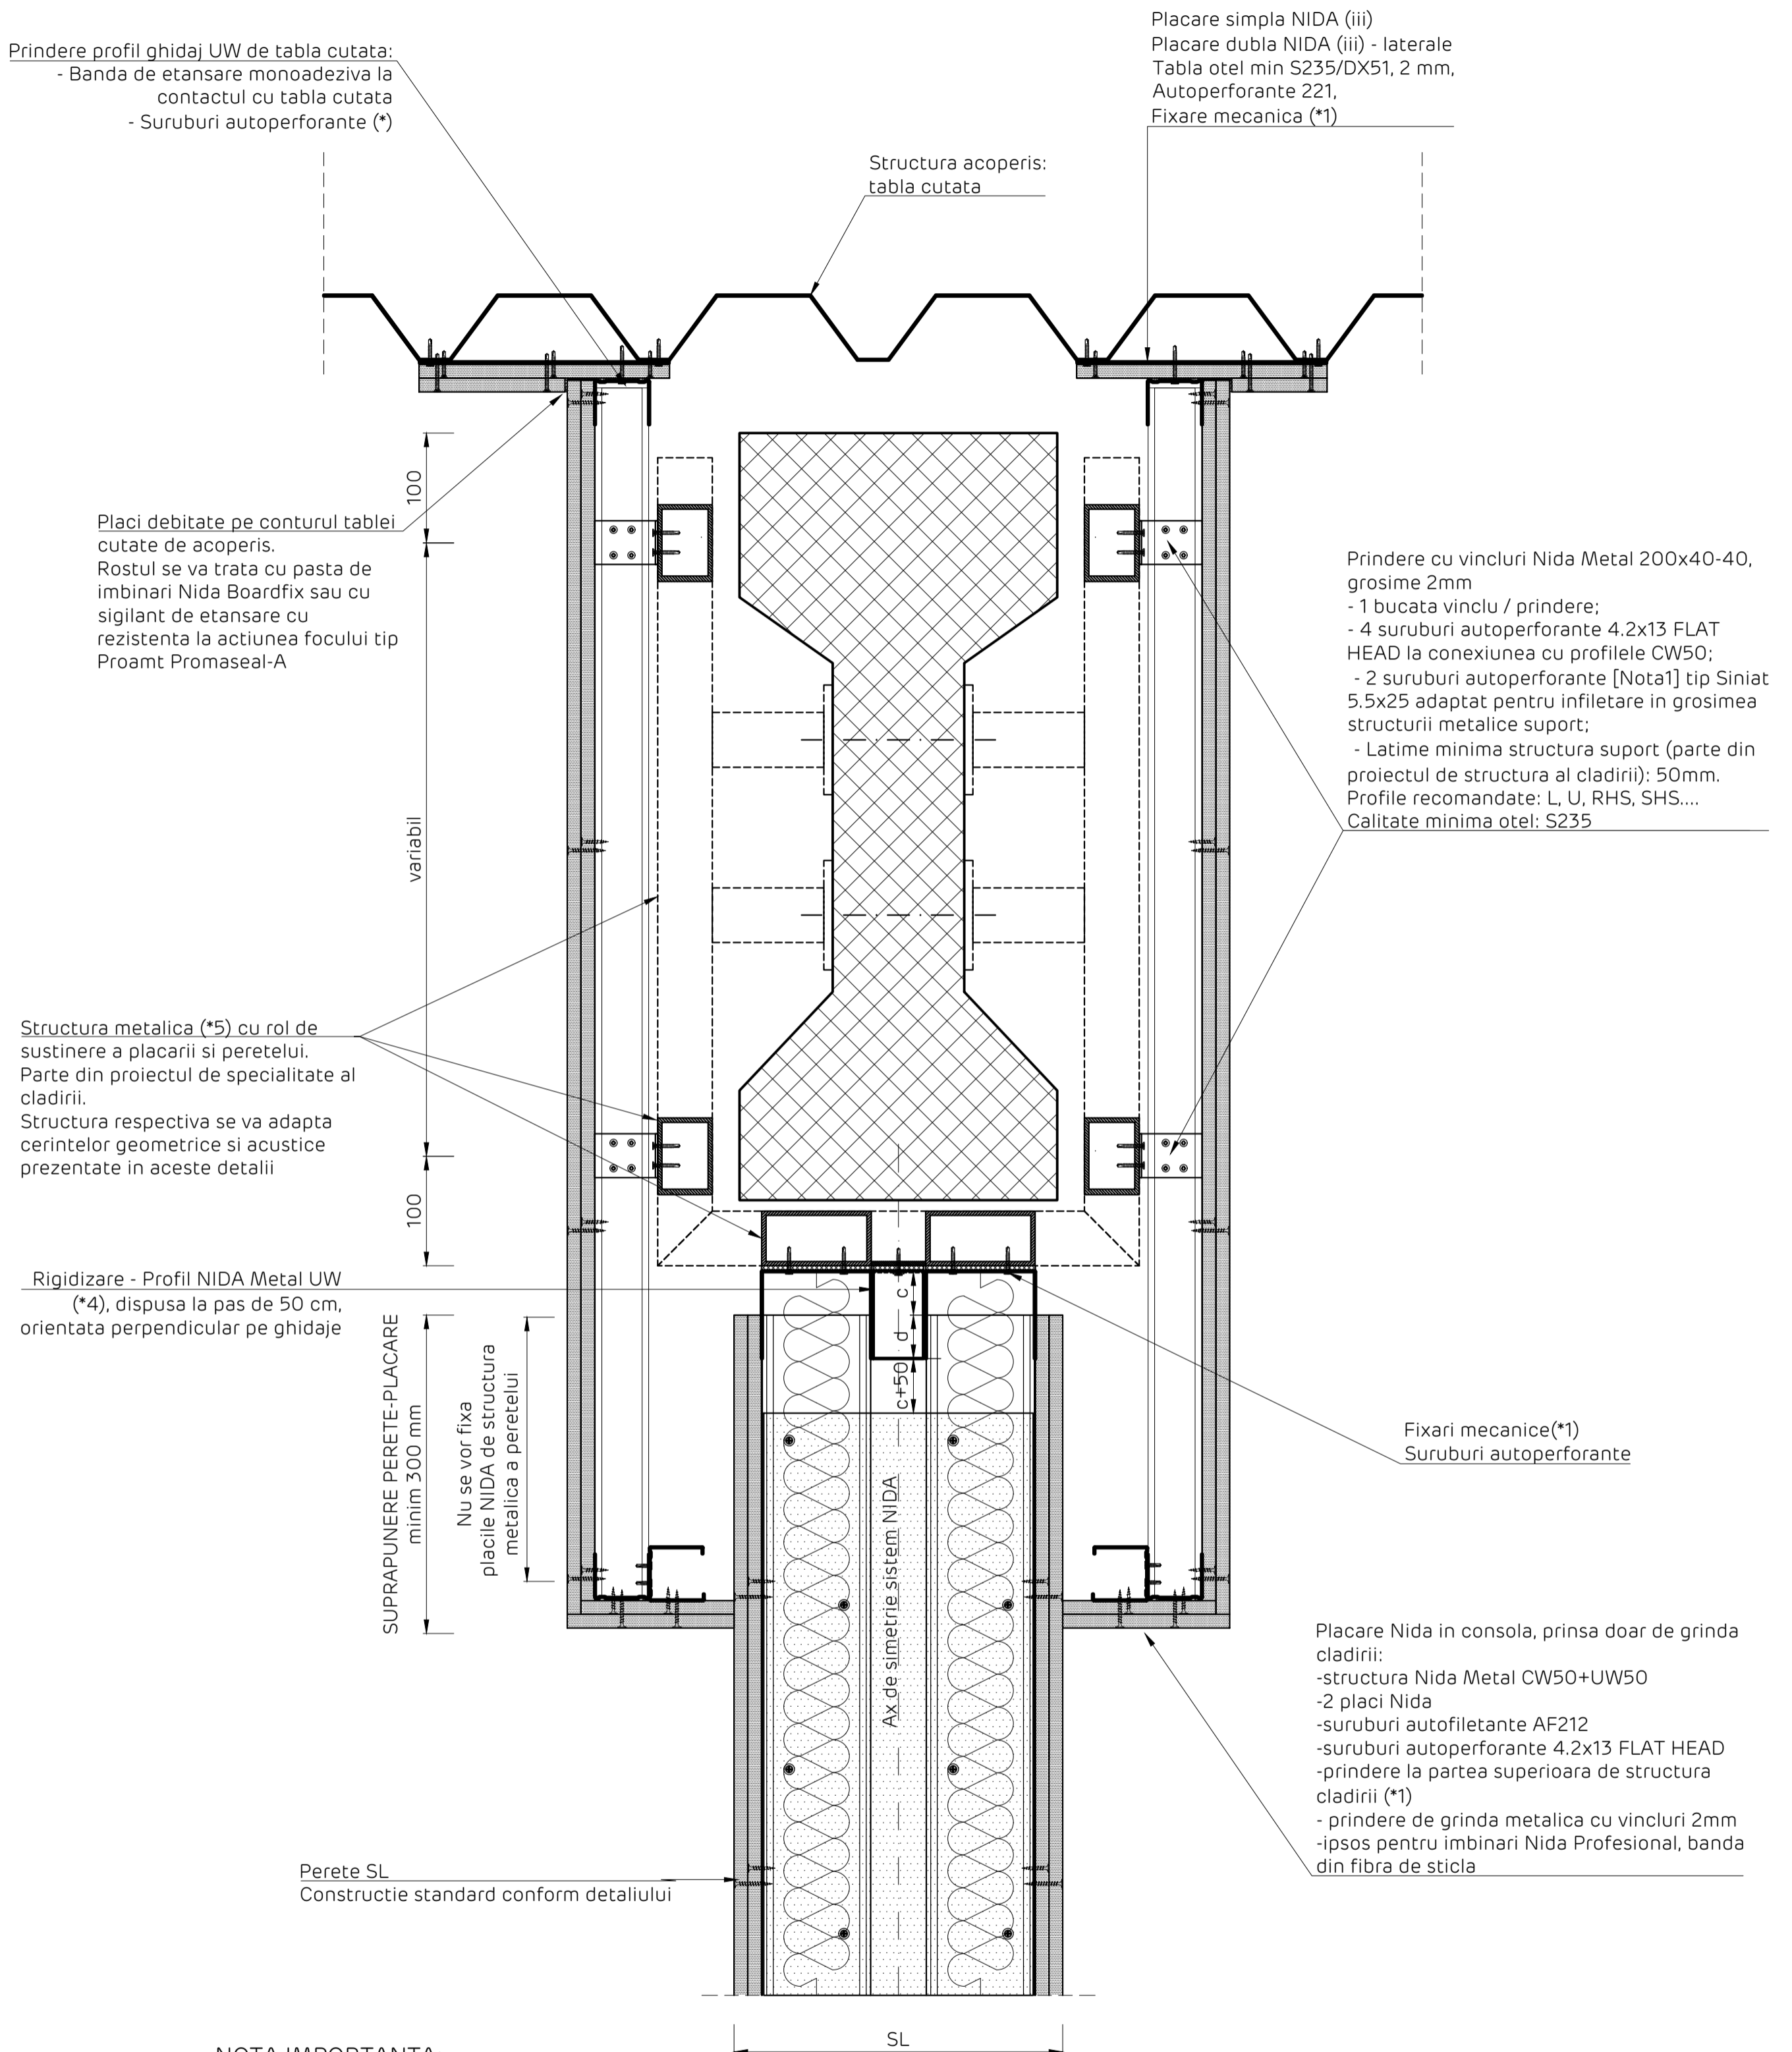 Placare simpla NIDA (iii)
Placare dubla NIDA (iii) - laterale
Tabla otel min S235/DX51, 2 mm,
Autoperforante 221,
Fixare mecanica (*1)
Prindere profil ghidaj UW de tabla cutata:
- Banda de etansare monoadeziva la
contactul cu tabla cutata
- Suruburi autoperforante (*)
Structura acoperis:
tabla cutata
100
Placi debitate pe conturul tablei
cutate de acoperis.
Rostul se va trata cu pasta de
imbinari Nida Boardfix sau cu
sigilant de etansare cu
rezistenta la actiunea focului tip
Proamt Promaseal-A
Prindere cu vincluri Nida Metal 200x40-40,
grosime 2mm
- 1 bucata vinclu / prindere;
- 4 suruburi autoperforante 4.2x13 FLAT
HEAD la conexiunea cu profilele CW50;
- 2 suruburi autoperforante [Nota1] tip Siniat
5.5x25 adaptat pentru infiletare in grosimea
structurii metalice suport;
- Latime minima structura suport (parte din
proiectul de structura al cladirii): 50mm.
Profile recomandate: L, U, RHS, SHS....
Calitate minima otel: S235
variabil
Structura metalica (*5) cu rol de
sustinere a placarii si peretelui.
Parte din proiectul de specialitate al
cladirii.
Structura respectiva se va adapta
cerintelor geometrice si acustice
prezentate in aceste detalii
100
Rigidizare - Profil NIDA Metal UW
(*4), dispusa la pas de 50 cm,
orientata perpendicular pe ghidaje
c
d
c+50
SUPRAPUNERE PERETE-PLACARE
minim 300 mm
Nu se vor fixa
placile NIDA de structura
metalica a peretelui
Fixari mecanice(*1)
Suruburi autoperforante
Ax de simetrie sistem NIDA
Placare Nida in consola, prinsa doar de grinda
cladirii:
-structura Nida Metal CW50+UW50
-2 placi Nida
-suruburi autofiletante AF212
-suruburi autoperforante 4.2x13 FLAT HEAD
-prindere la partea superioara de structura
cladirii (*1)
- prindere de grinda metalica cu vincluri 2mm
-ipsos pentru imbinari Nida Profesional, banda
din fibra de sticla
Perete SL
Constructie standard conform detaliului
SL
NOTA IMPORTANTA